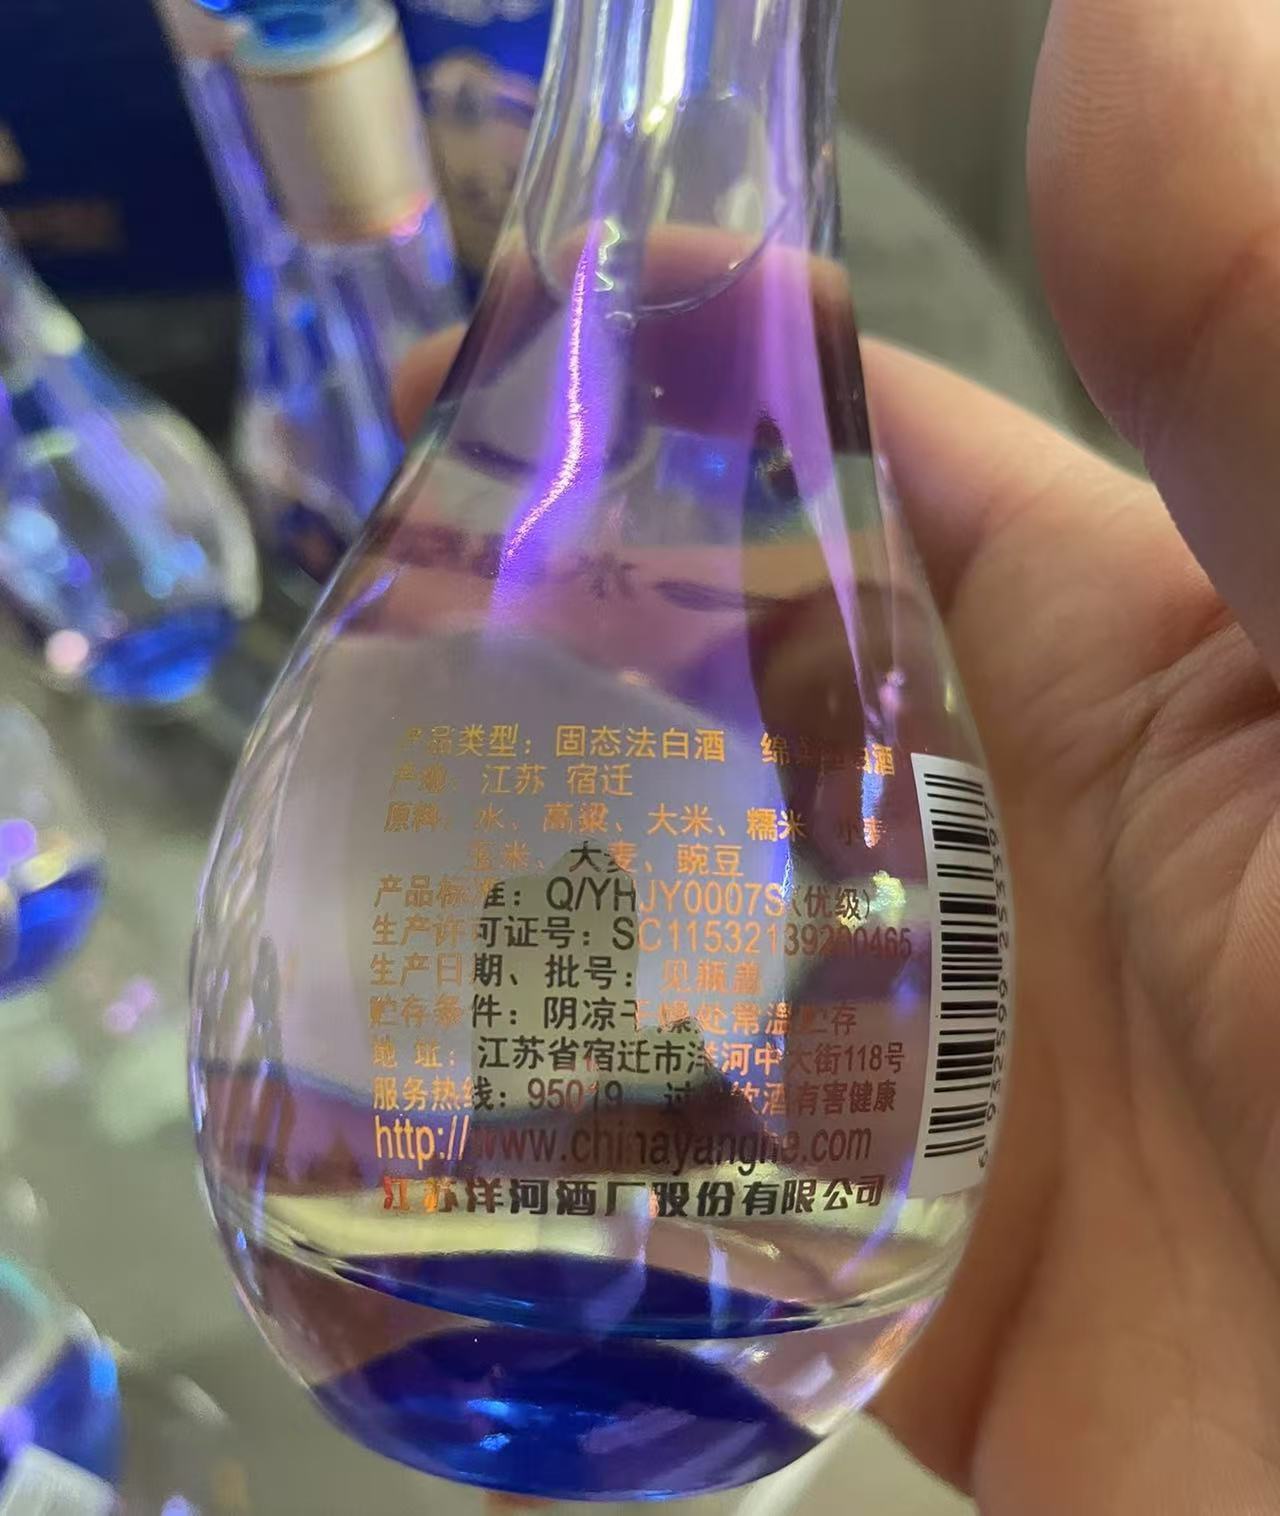 产品类型：固态法白酒 绵柔型白酒
产地：江苏 宿迁
原料：水、高粱、大米、糯米、小麦、
玉米、大麦、豌豆
产品标准：Q/YHJY0007S(优级)
生产许可证号：SC11532139200465
生产日期、批号：见瓶盖
贮存条件：阴凉干燥处常温贮存
地 址：江苏省宿迁市洋河中大街118号
服务热线：95019 过量饮酒有害健康
http://www.chinayanghe.com
江苏洋河酒厂股份有限公司